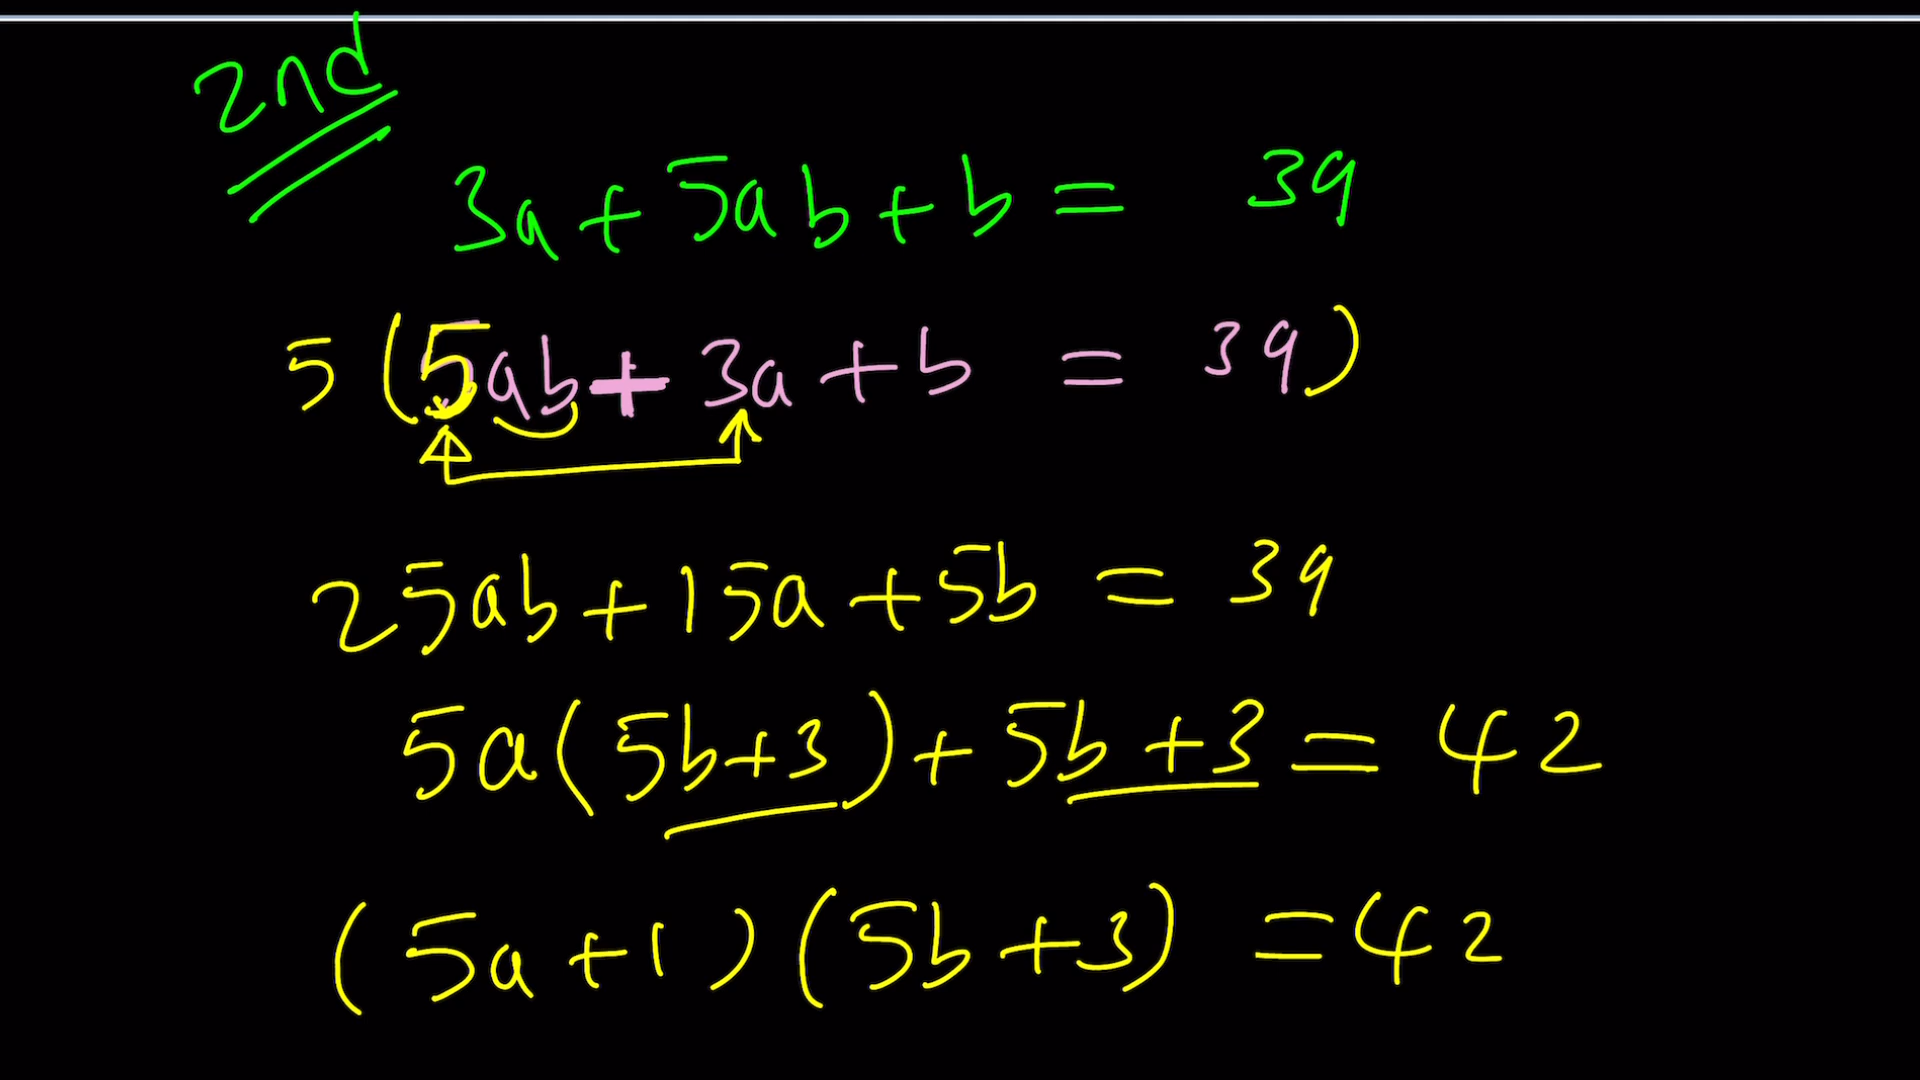 2nd
3a + 5ab + b = 39
5 (5ab + 3a + b = 39)
25ab + 15a + 5b = 39
5a(5b+3) + 5b + 3 = 42
(5a + 1)(5b + 3) = 42